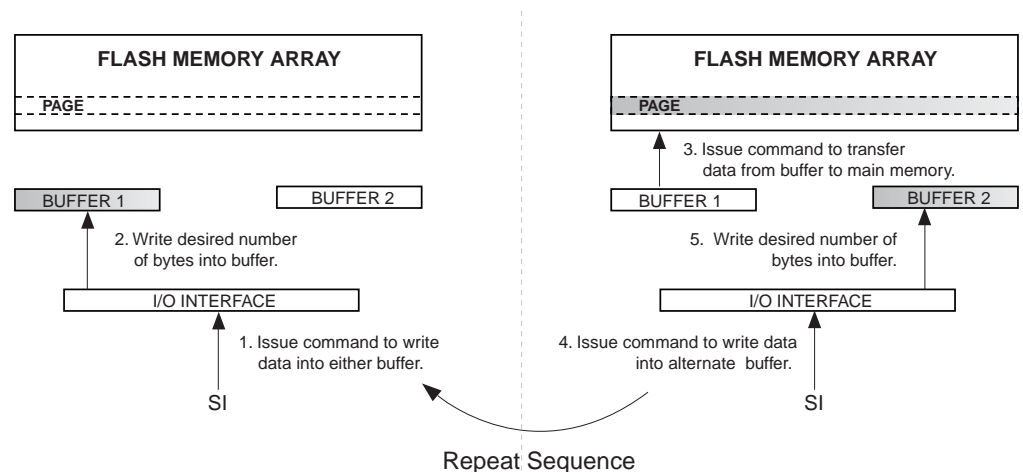 FLASH MEMORY ARRAY
PAGE
BUFFER 1
BUFFER 2
2. Write desired number
of bytes into buffer.
I/O INTERFACE
1. Issue command to write
data into either buffer.
SI
FLASH MEMORY ARRAY
PAGE
3. Issue command to transfer
data from buffer to main memory.
BUFFER 1
BUFFER 2
5. Write desired number of
bytes into buffer.
I/O INTERFACE
4. Issue command to write data
into alternate buffer.
SI
Repeat Sequence